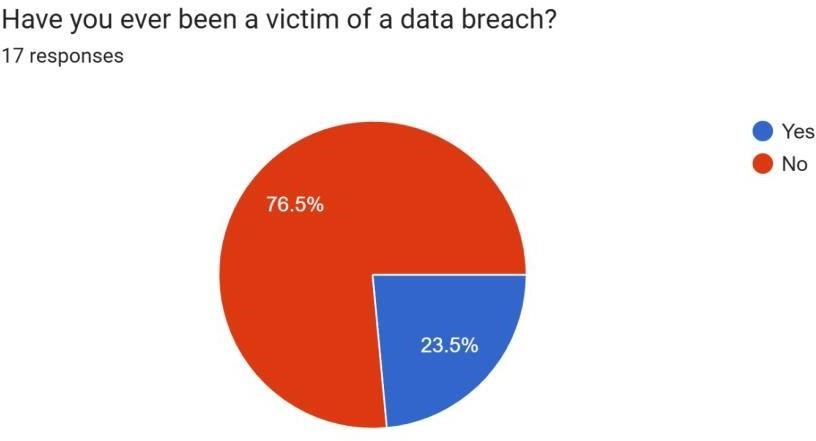 Have you ever been a victim of a data breach?
17 responses
Yes
No
76.5%
23.5%